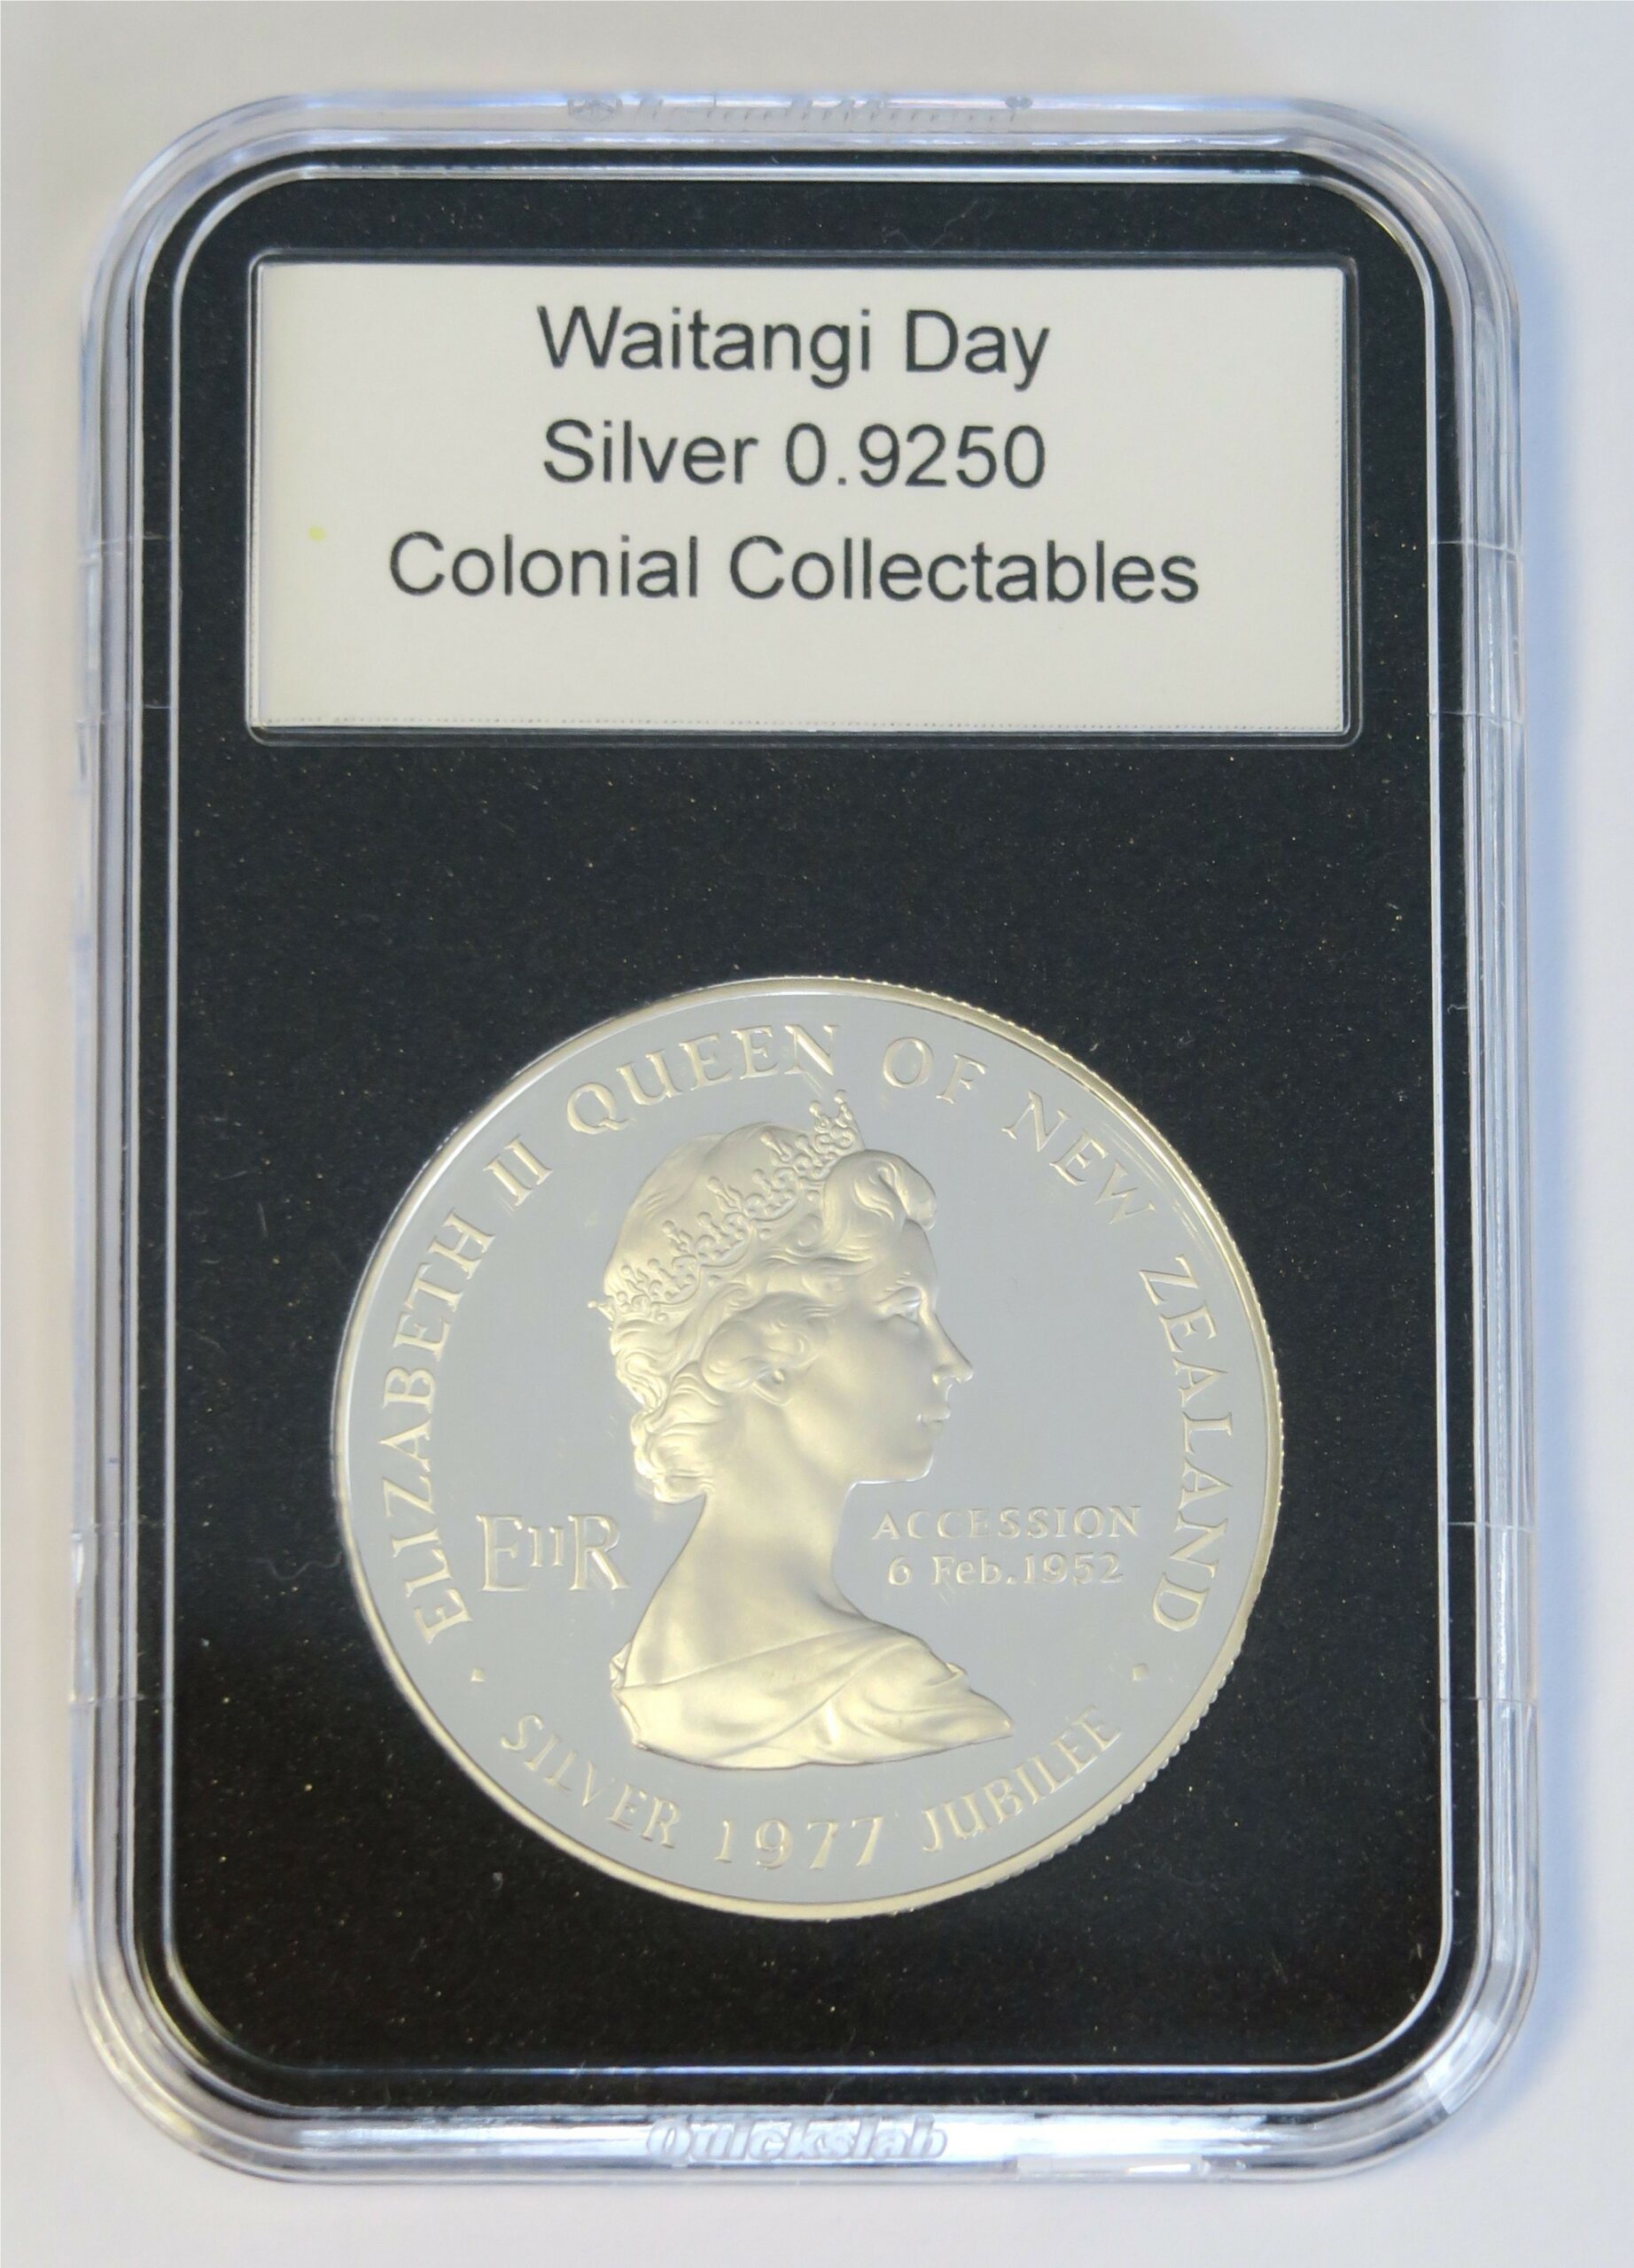 Waitangi Day
Silver 0.9250
Colonial Collectables
ELIZABETH II QUEEN OF NEW ZEALAND
EIIR
ACCESSION
6 Feb.1952
SILVER 1977 JUBILEE
Quickslab